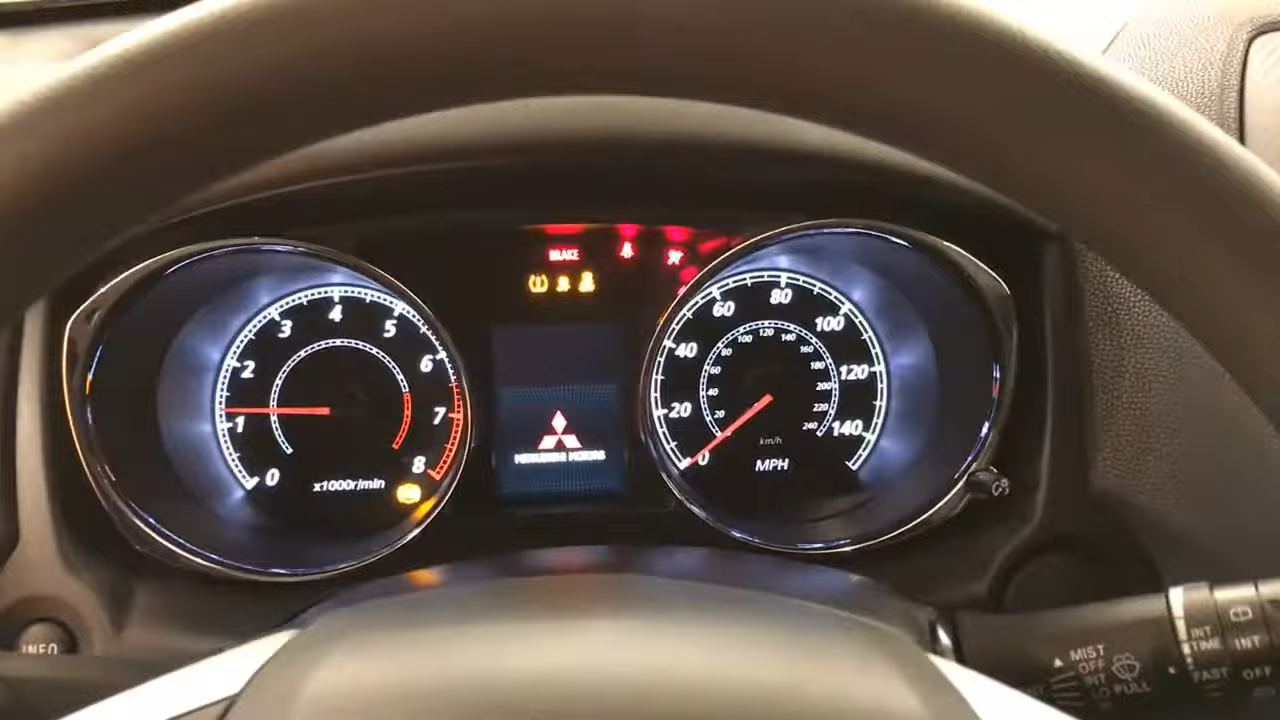 BRAKE
0
1
2
3
4
5
6
7
8
x1000r/min
MITSUBISHI MOTORS
0
20
40
60
80
100
120
140
20
40
60
80
100
120
140
160
180
200
220
240
km/h
MPH
INFO
MIST
OFF
INT
LO PULL
INT
TIME
FAST
INT
OFF